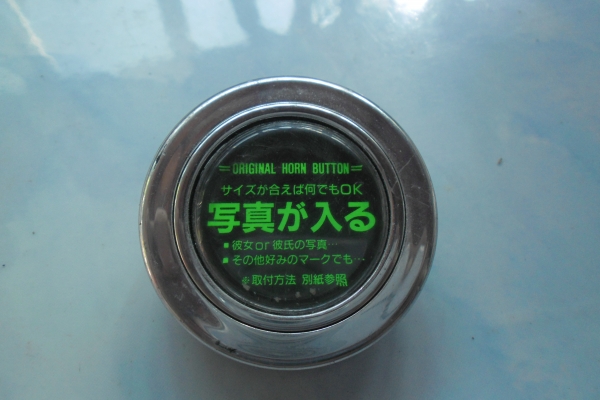 =ORIGINAL HORN BUTTON=
サイズが合えば何でもOK
写真が入る
■彼女or彼氏の写真…
■その他好みのマークでも…
※取付方法 別紙参照